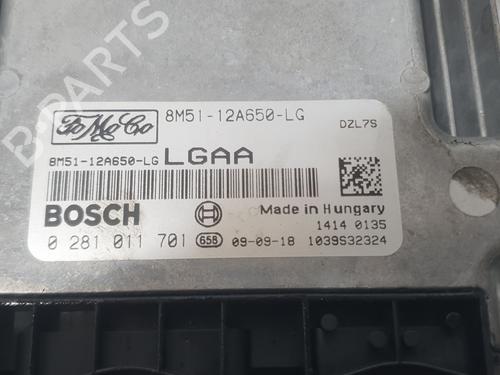 B-PARTS
FoMoCo
8M51-12A650-LG
DZL7S
8M51-12A650-LG LGAA
BOSCH
Made in Hungary
1414 0135
0 281 011 701 658 09-09-18 1039S32324